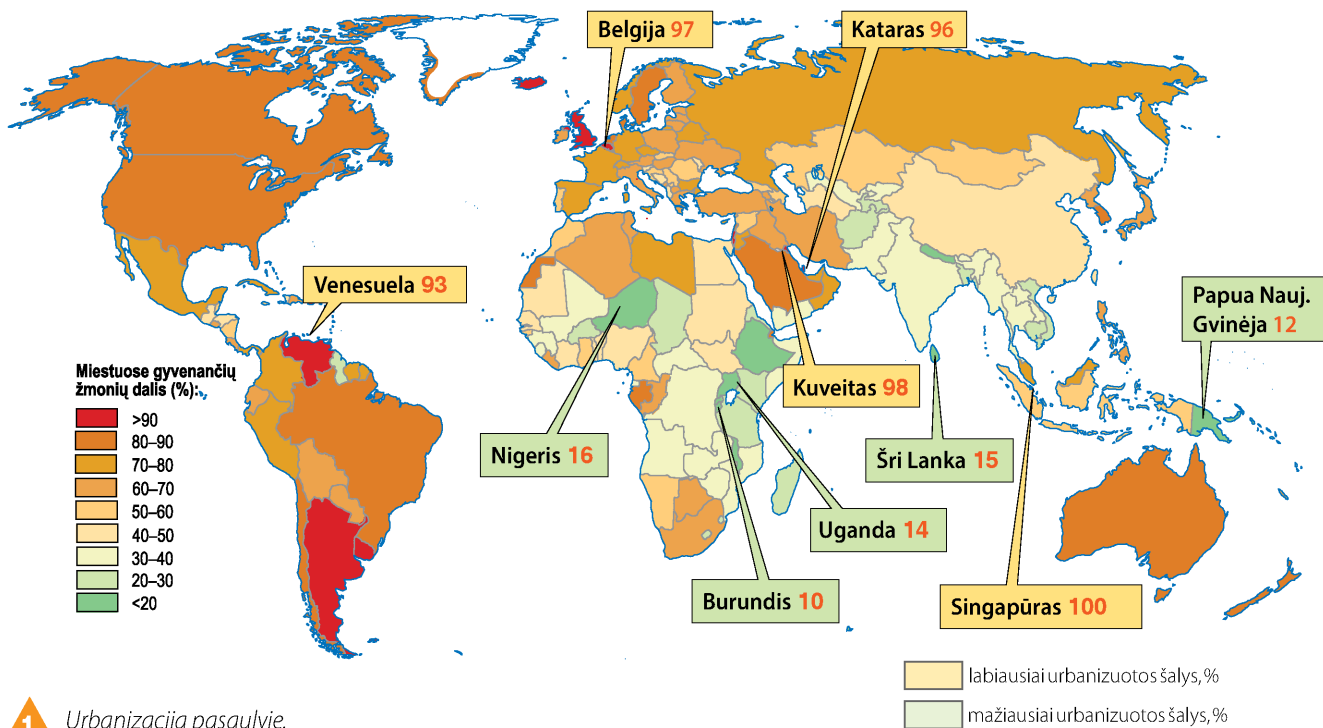 Belgija 97
Kataras 96
Venesuela 93
Papua Nauj.
Gvinėja 12
Miestuose gyvenančių
žmonių dalis (%):
>90
80–90
70–80
60–70
50–60
40–50
30–40
20–30
<20
Kuveitas 98
Nigeris 16
Šri Lanka 15
Uganda 14
Burundis 10
Singapūras 100
labiausiai urbanizuotos šalys, %
mažiausiai urbanizuotos šalys, %
1 Urbanizacija pasaulyje.